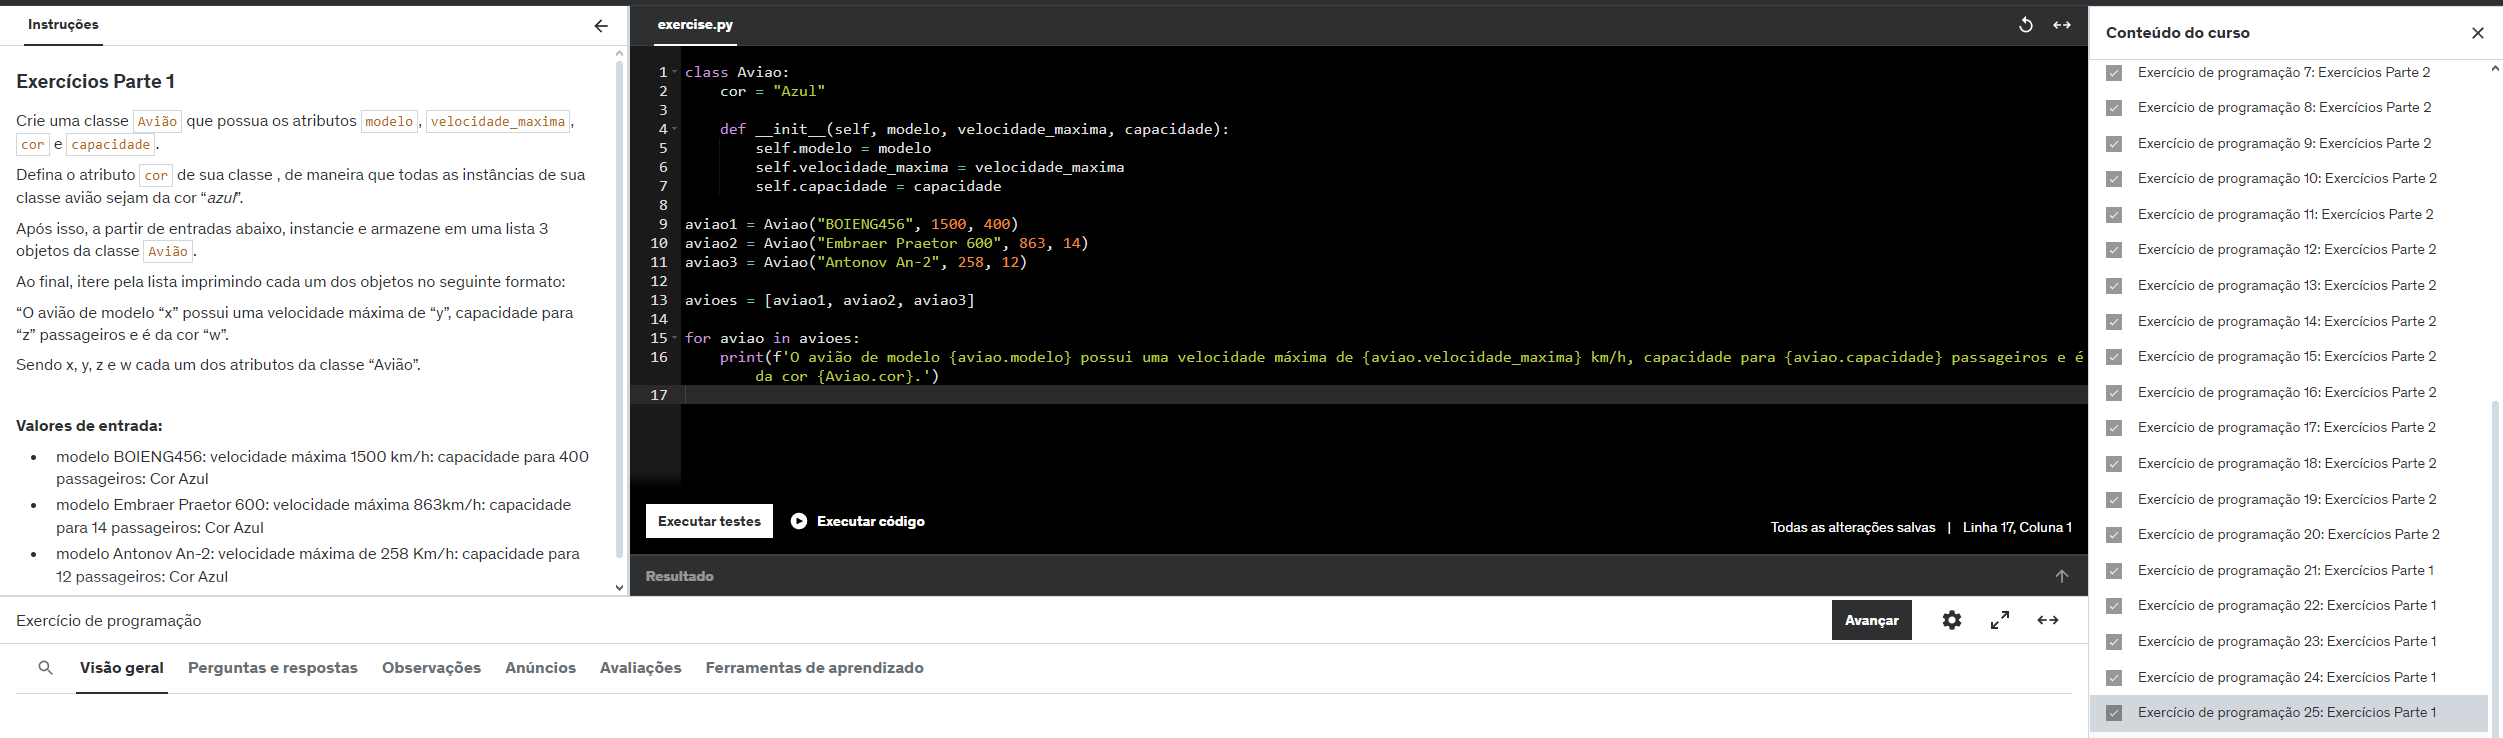 Instruções
Exercícios Parte 1
Crie uma classe Avião que possua os atributos modelo, velocidade_maxima,
cor e capacidade.
Defina o atributo cor de sua classe , de maneira que todas as instâncias de sua
classe avião sejam da cor “azul”.
Após isso, a partir de entradas abaixo, instancie e armazene em uma lista 3
objetos da classe Avião.
Ao final, itere pela lista imprimindo cada um dos objetos no seguinte formato:
“O avião de modelo “x” possui uma velocidade máxima de “y”, capacidade para
“z” passageiros e é da cor “w”.
Sendo x, y, z e w cada um dos atributos da classe “Avião”.
Valores de entrada:
• modelo BOIENG456: velocidade máxima 1500 km/h: capacidade para 400
passageiros: Cor Azul
• modelo Embraer Praetor 600: velocidade máxima 863km/h: capacidade
para 14 passageiros: Cor Azul
• modelo Antonov An-2: velocidade máxima de 258 Km/h: capacidade para
12 passageiros: Cor Azul
exercise.py
1 class Aviao:
2     cor = "Azul"
3
4     def __init__(self, modelo, velocidade_maxima, capacidade):
5         self.modelo = modelo
6         self.velocidade_maxima = velocidade_maxima
7         self.capacidade = capacidade
8
9 aviao1 = Aviao("BOIENG456", 1500, 400)
10 aviao2 = Aviao("Embraer Praetor 600", 863, 14)
11 aviao3 = Aviao("Antonov An-2", 258, 12)
12
13 avioes = [aviao1, aviao2, aviao3]
14
15 for aviao in avioes:
16     print(f'O avião de modelo {aviao.modelo} possui uma velocidade máxima de {aviao.velocidade_maxima} km/h, capacidade para {aviao.capacidade} passageiros e é
da cor {Aviao.cor}.')
17
Executar testes
Executar código
Todas as alterações salvas | Linha 17, Coluna 1
Resultado
Exercício de programação
Avançar
Visão geral
Perguntas e respostas
Observações
Anúncios
Avaliações
Ferramentas de aprendizado
Conteúdo do curso
Exercício de programação 7: Exercícios Parte 2
Exercício de programação 8: Exercícios Parte 2
Exercício de programação 9: Exercícios Parte 2
Exercício de programação 10: Exercícios Parte 2
Exercício de programação 11: Exercícios Parte 2
Exercício de programação 12: Exercícios Parte 2
Exercício de programação 13: Exercícios Parte 2
Exercício de programação 14: Exercícios Parte 2
Exercício de programação 15: Exercícios Parte 2
Exercício de programação 16: Exercícios Parte 2
Exercício de programação 17: Exercícios Parte 2
Exercício de programação 18: Exercícios Parte 2
Exercício de programação 19: Exercícios Parte 2
Exercício de programação 20: Exercícios Parte 2
Exercício de programação 21: Exercícios Parte 1
Exercício de programação 22: Exercícios Parte 1
Exercício de programação 23: Exercícios Parte 1
Exercício de programação 24: Exercícios Parte 1
Exercício de programação 25: Exercícios Parte 1